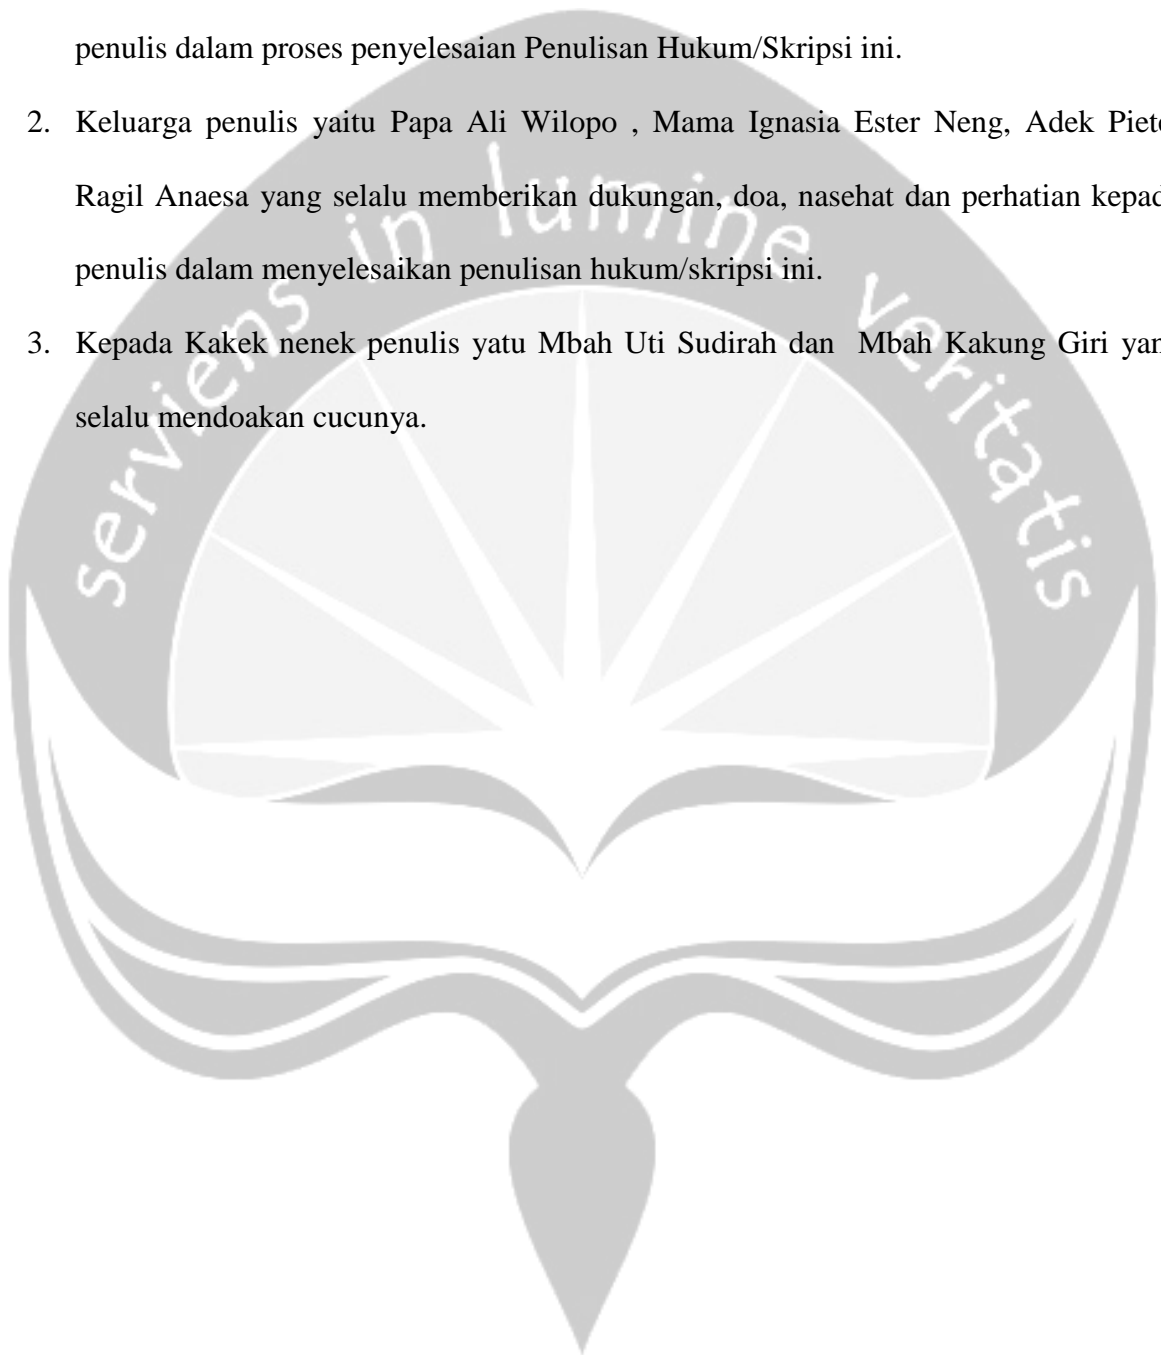 penulis dalam proses penyelesaian Penulisan Hukum/Skripsi ini.
2. Keluarga penulis yaitu Papa Ali Wilopo , Mama Ignasia Ester Neng, Adek
Ragil Anaesa yang selalu memberikan dukungan, doa, nasehat dan perhatian
penulis dalam menyelesaikan penulisan hukum/skripsi ini.
3. Kepada Kakek nenek penulis yatu Mbah Uti Sudirah dan Mbah Kakung Giri
selalu mendoakan cucunya.
serviens in lumine veritatis